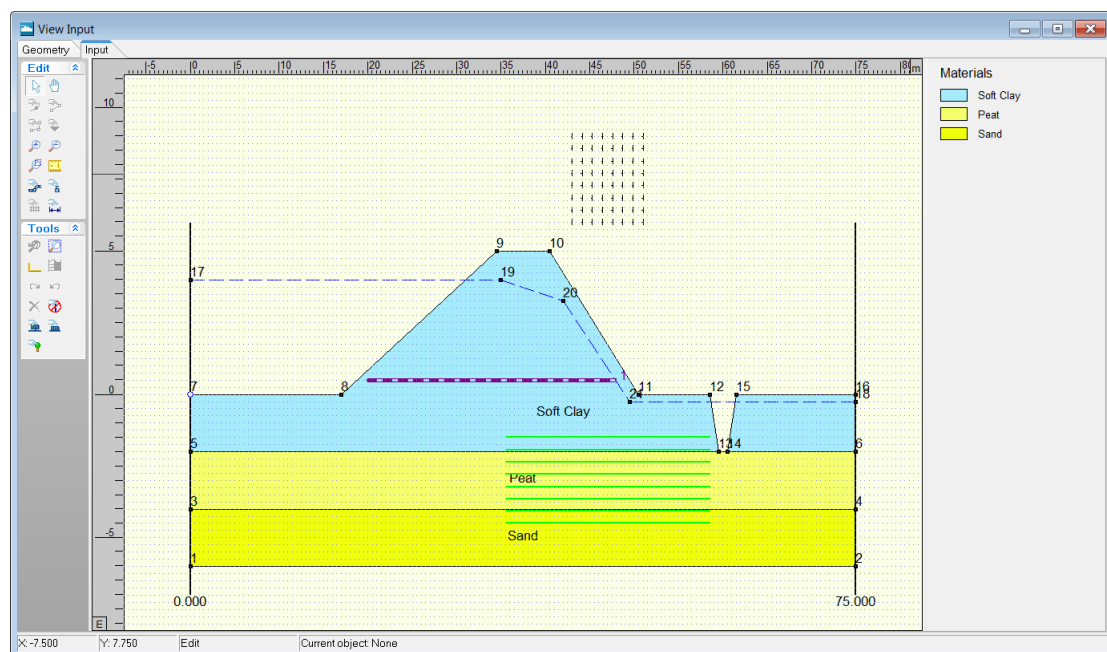 View Input
Geometry Input
Edit
Tools
-5 0 5 10 15 20 25 30 35 40 45 50 55 60 65 70 75 80 m
10
5
0
-5
E
9 10
17 19
20
1
7 8 11 12 15 16
21 18
Soft Clay
5 13 14 6
Peat
3 4
Sand
1 2
0.000 75.000
Materials
Soft Clay
Peat
Sand
X: -7.500 Y: 7.750 Edit Current object: None